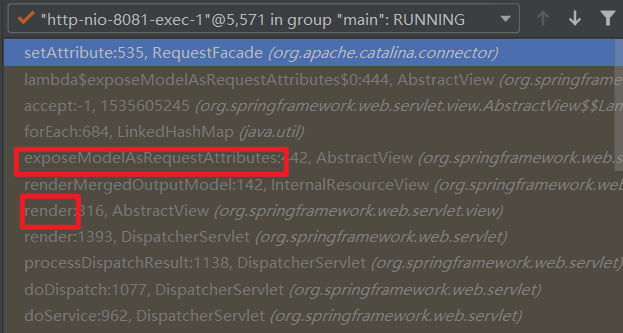 "http-nio-8081-exec-1"@5,571 in group "main": RUNNING
setAttribute:535, RequestFacade (org.apache.catalina.connector)
lambda$exposeModelAsRequestAttributes$0:444, AbstractView (org.springframe
accept:-1, 1535605245 (org.springframework.web.servlet.view.AbstractView$$Lam
forEach:684, LinkedHashMap (java.util)
exposeModelAsRequestAttributes:442, AbstractView (org.springframework.web.s
renderMergedOutputModel:142, InternalResourceView (org.springframework.we
render:316, AbstractView (org.springframework.web.servlet.view)
render:1393, DispatcherServlet (org.springframework.web.servlet)
processDispatchResult:1138, DispatcherServlet (org.springframework.web.servlet)
doDispatch:1077, DispatcherServlet (org.springframework.web.servlet)
doService:962, DispatcherServlet (org.springframework.web.servlet)